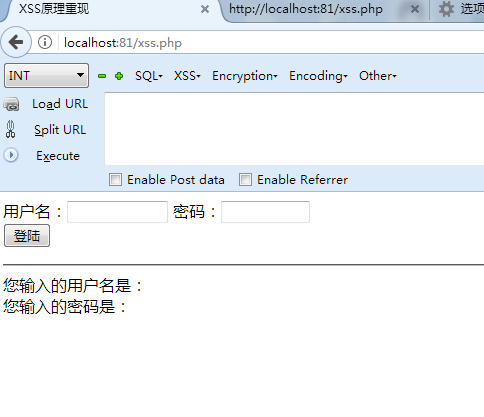 XSS原理重现
http://localhost:81/xss.php
选项
localhost:81/xss.php
INT
SQL XSS Encryption Encoding Other
Load URL
Split URL
Execute
Enable Post data Enable Referrer
用户名： 密码：
登陆
您输入的用户名是：
您输入的密码是：